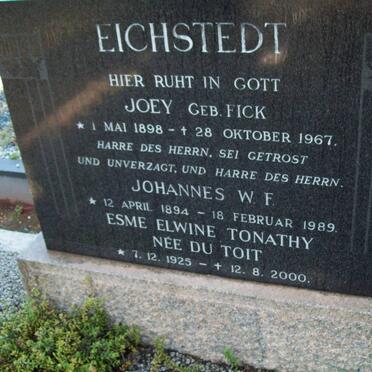 EICHSTEDT
HIER RUHT IN GOTT
JOEY GEB. FICK
* 1 MAI 1898 - † 28 OKTOBER 1967.
HARRE DES HERRN, SEI GETROST
UND UNVERZAGT, UND HARRE DES HERRN.
JOHANNES W. F.
* 12 APRIL 1894 - 18 FEBRUAR 1989.
ESME ELWINE TONATHY
NÉE DU TOIT
* 7.12.1925 - † 12.8.2000.